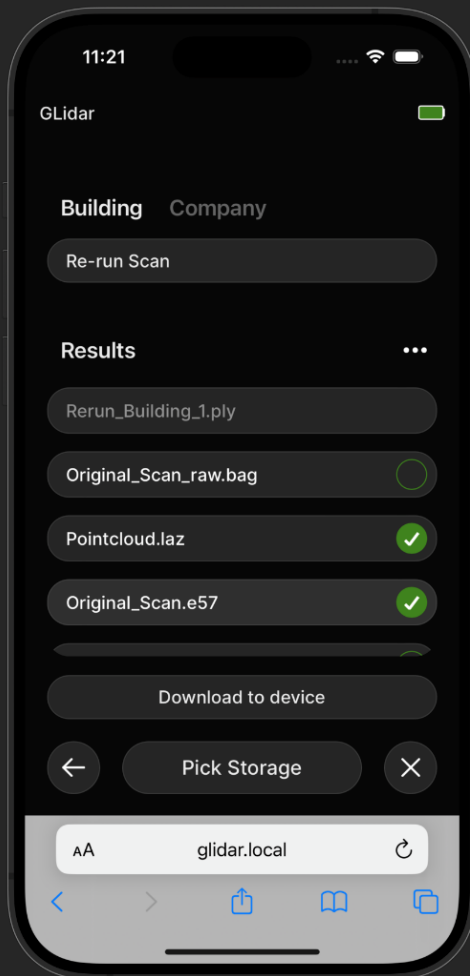 11:21
GLidar
Building Company
Re-run Scan
Results
Rerun_Building_1.ply
Original_Scan_raw.bag
Pointcloud.laz
Original_Scan.e57
Download to device
Pick Storage
AA glidar.local